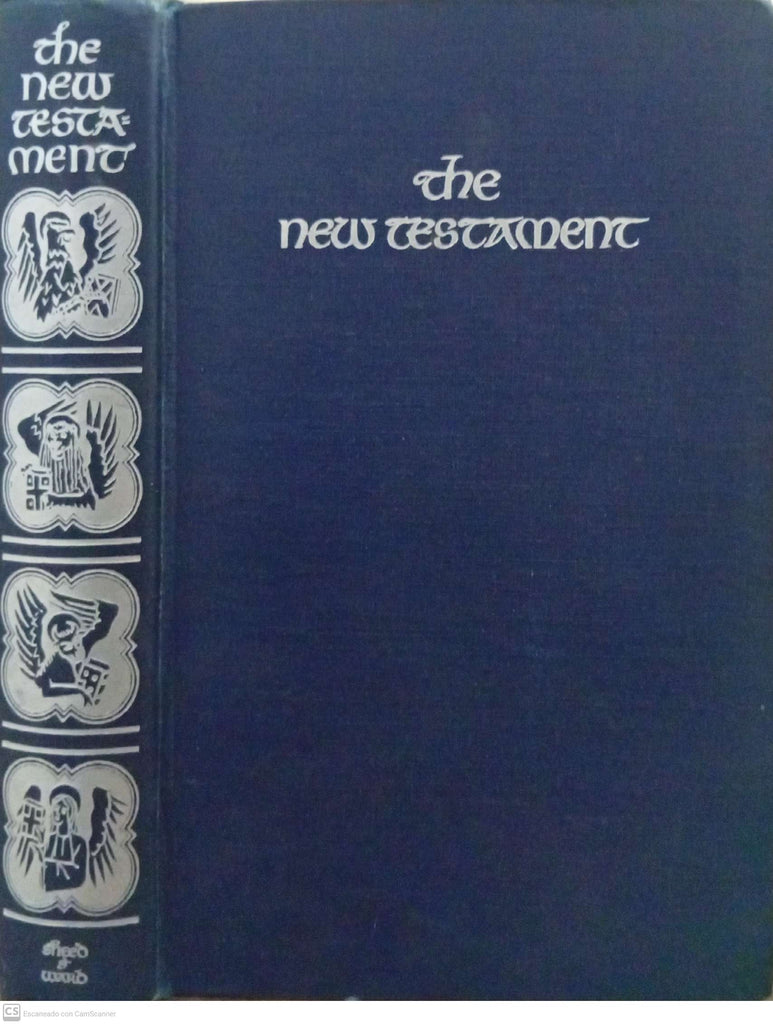 the
new
testa=
ment
the
new testament
sheed
&
ward
CS Escaneado con CamScanner